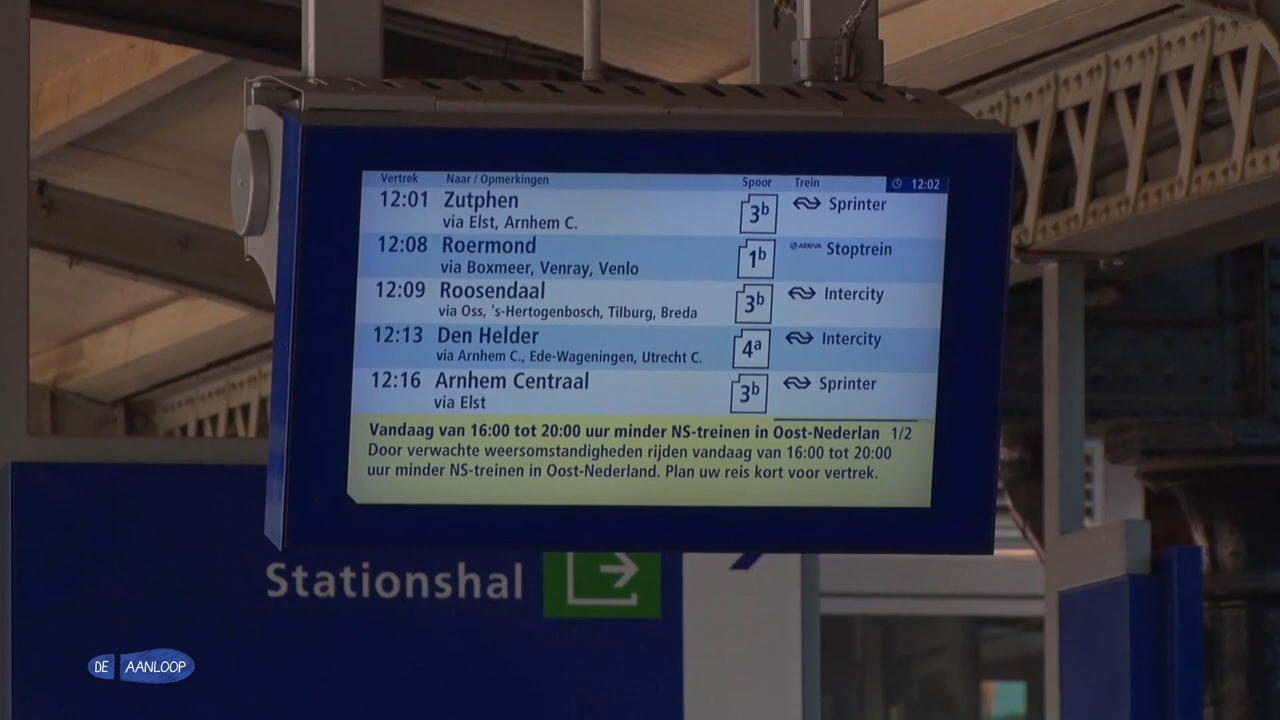 Vertrek Naar / Opmerkingen Spoor Trein 12:02
12:01 Zutphen 3b Sprinter
via Elst, Arnhem C.
12:08 Roermond 1b ARRIVA Stoptrein
via Boxmeer, Venray, Venlo
12:09 Roosendaal 3b Intercity
via Oss, 's-Hertogenbosch, Tilburg, Breda
12:13 Den Helder 4a Intercity
via Arnhem C., Ede-Wageningen, Utrecht C.
12:16 Arnhem Centraal 3b Sprinter
via Elst
Vandaag van 16:00 tot 20:00 uur minder NS-treinen in Oost-Nederlan 1/2
Door verwachte weersomstandigheden rijden vandaag van 16:00 tot 20:00
uur minder NS-treinen in Oost-Nederland. Plan uw reis kort voor vertrek.
Stationshal
DE AANLOOP